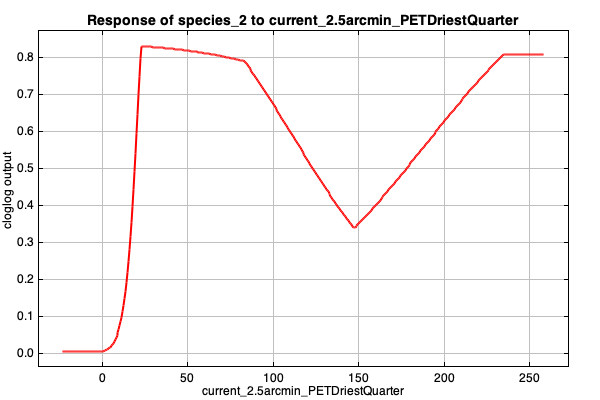 Response of species_2 to current_2.5arcmin_PETDriestQuarter
cloglog output
0.8
0.7
0.6
0.5
0.4
0.3
0.2
0.1
0.0
0 50 100 150 200 250
current_2.5arcmin_PETDriestQuarter